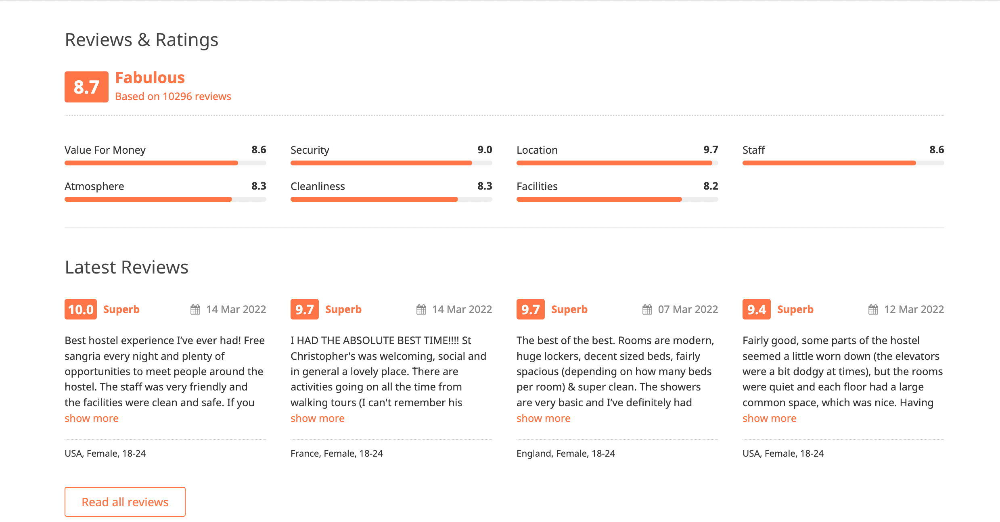 Reviews & Ratings
8.7
Fabulous
Based on 10296 reviews
Value For Money 8.6
Security 9.0
Location 9.7
Staff 8.6
Atmosphere 8.3
Cleanliness 8.3
Facilities 8.2
Latest Reviews
10.0 Superb 14 Mar 2022
Best hostel experience I’ve ever had! Free
sangria every night and plenty of
opportunities to meet people around the
hostel. The staff was very friendly and
the facilities were clean and safe. If you
show more
USA, Female, 18-24
9.7 Superb 14 Mar 2022
I HAD THE ABSOLUTE BEST TIME!!!! St
Christopher's was welcoming, social and
in general a lovely place. There are
activities going on all the time from
walking tours (I can't remember his
show more
France, Female, 18-24
9.7 Superb 07 Mar 2022
The best of the best. Rooms are modern,
huge lockers, decent sized beds, fairly
spacious (depending on how many beds
per room) & super clean. The showers
are very basic and I’ve definitely had
show more
England, Female, 18-24
9.4 Superb 12 Mar 2022
Fairly good, some parts of the hostel
seemed a little worn down (the elevators
were a bit dodgy at times), but the rooms
were quiet and each floor had a large
common space, which was nice. Having
show more
USA, Female, 18-24
Read all reviews